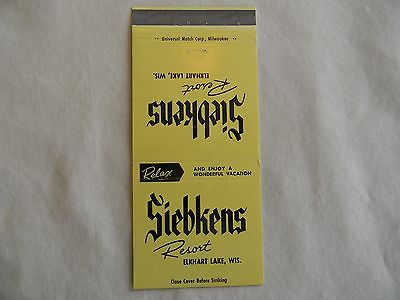 Universal Match Corp., Milwaukee
ELKHART LAKE, WIS.
Resort
Siebkens
Relax
AND ENJOY A
WONDERFUL VACATION
Siebkens
Resort
ELKHART LAKE, WIS.
Close Cover Before Striking